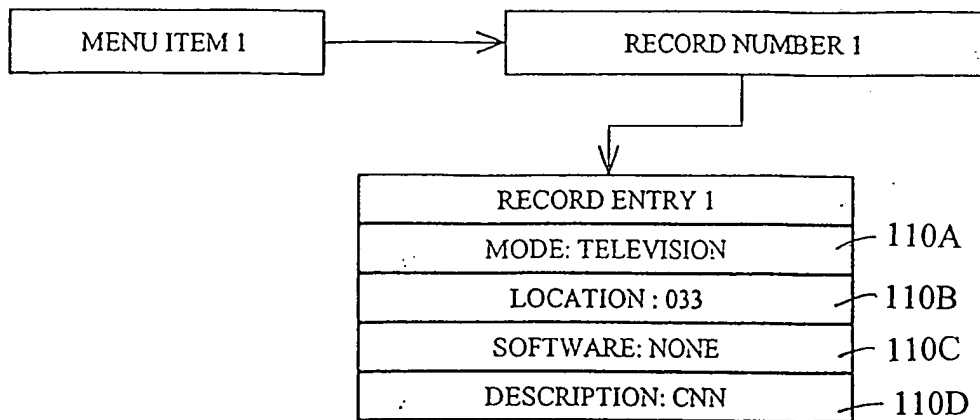 MENU ITEM 1
RECORD NUMBER 1
RECORD ENTRY 1
MODE: TELEVISION
110A
LOCATION : 033
110B
SOFTWARE: NONE
110C
DESCRIPTION: CNN
110D